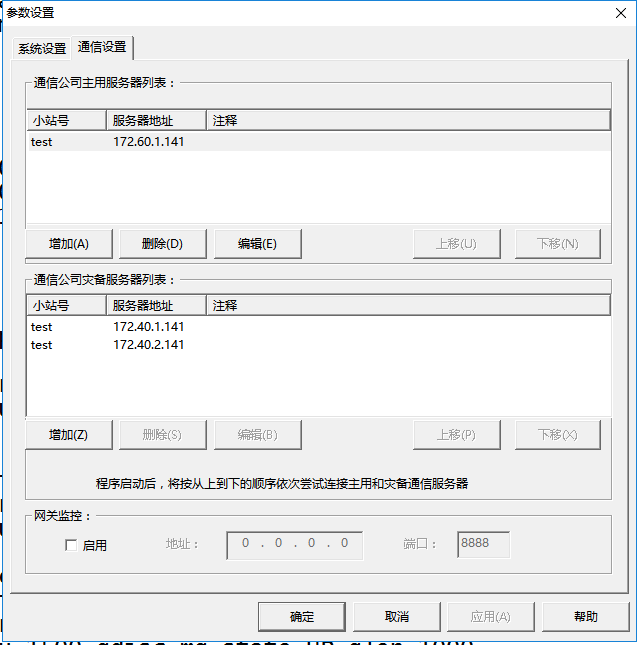 参数设置
系统设置 通信设置
通信公司主用服务器列表：
小站号 服务器地址 注释
test 172.60.1.141
增加(A) 删除(D) 编辑(E) 上移(U) 下移(N)
通信公司灾备服务器列表：
小站号 服务器地址 注释
test 172.40.1.141
test 172.40.2.141
增加(Z) 删除(S) 编辑(B) 上移(P) 下移(X)
程序启动后，将按从上到下的顺序依次尝试连接主用和灾备通信服务器
网关监控：
启用 地址： 0 . 0 . 0 . 0 端口： 8888
确定 取消 应用(A) 帮助